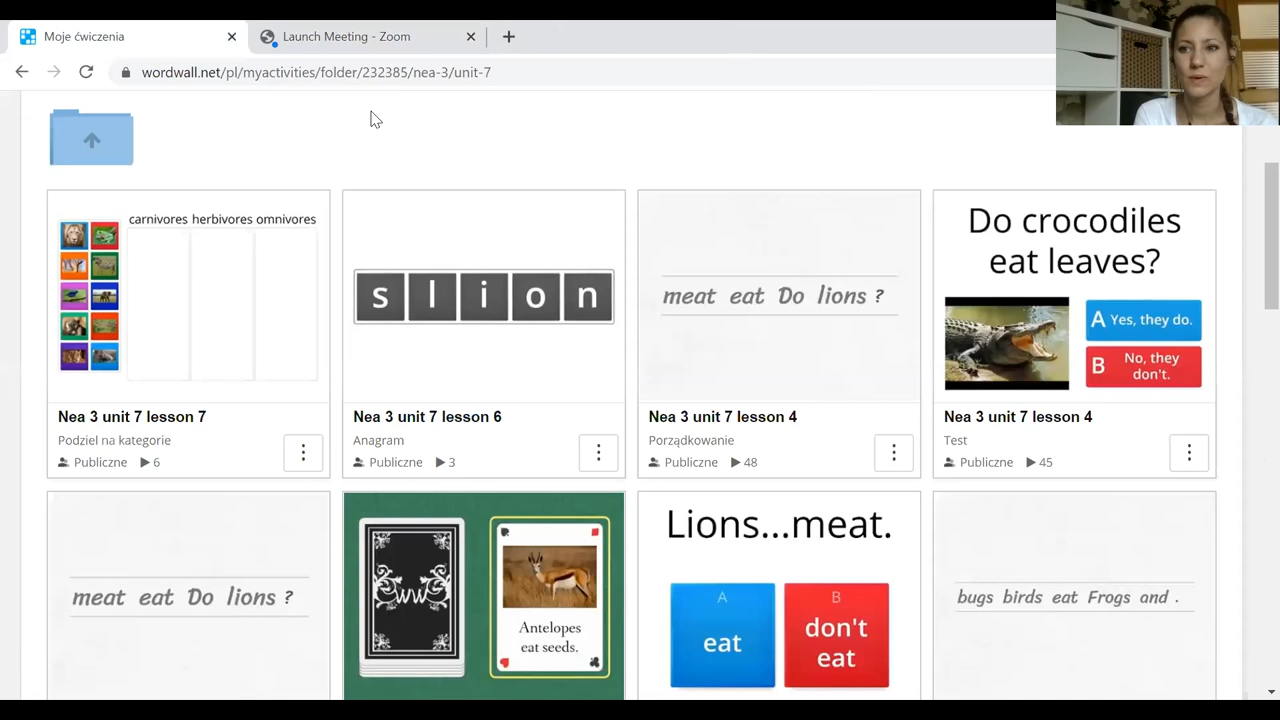 Moje ćwiczenia
Launch Meeting - Zoom
wordwall.net/pl/myactivities/folder/232385/nea-3/unit-7
carnivores herbivores omnivores
Nea 3 unit 7 lesson 7
Podziel na kategorie
Publiczne 6
s l i o n
Nea 3 unit 7 lesson 6
Anagram
Publiczne 3
meat eat Do lions ?
Nea 3 unit 7 lesson 4
Porządkowanie
Publiczne 48
Do crocodiles
eat leaves?
A Yes, they do.
B No, they
don't.
Nea 3 unit 7 lesson 4
Test
Publiczne 45
meat eat Do lions ?
WW
Antelopes
eat seeds.
Lions...meat.
A
eat
B
don't
eat
bugs birds eat Frogs and .